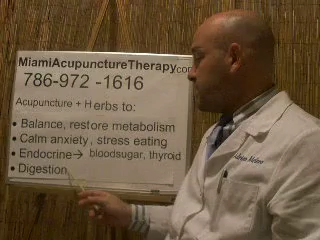 MiamiAcupunctureTherapy.com
786-972-1616
Acupuncture + Herbs to:
• Balance, restore metabolism
• Calm anxiety, stress eating
• Endocrine → bloodsugar, thyroid
• Digestion